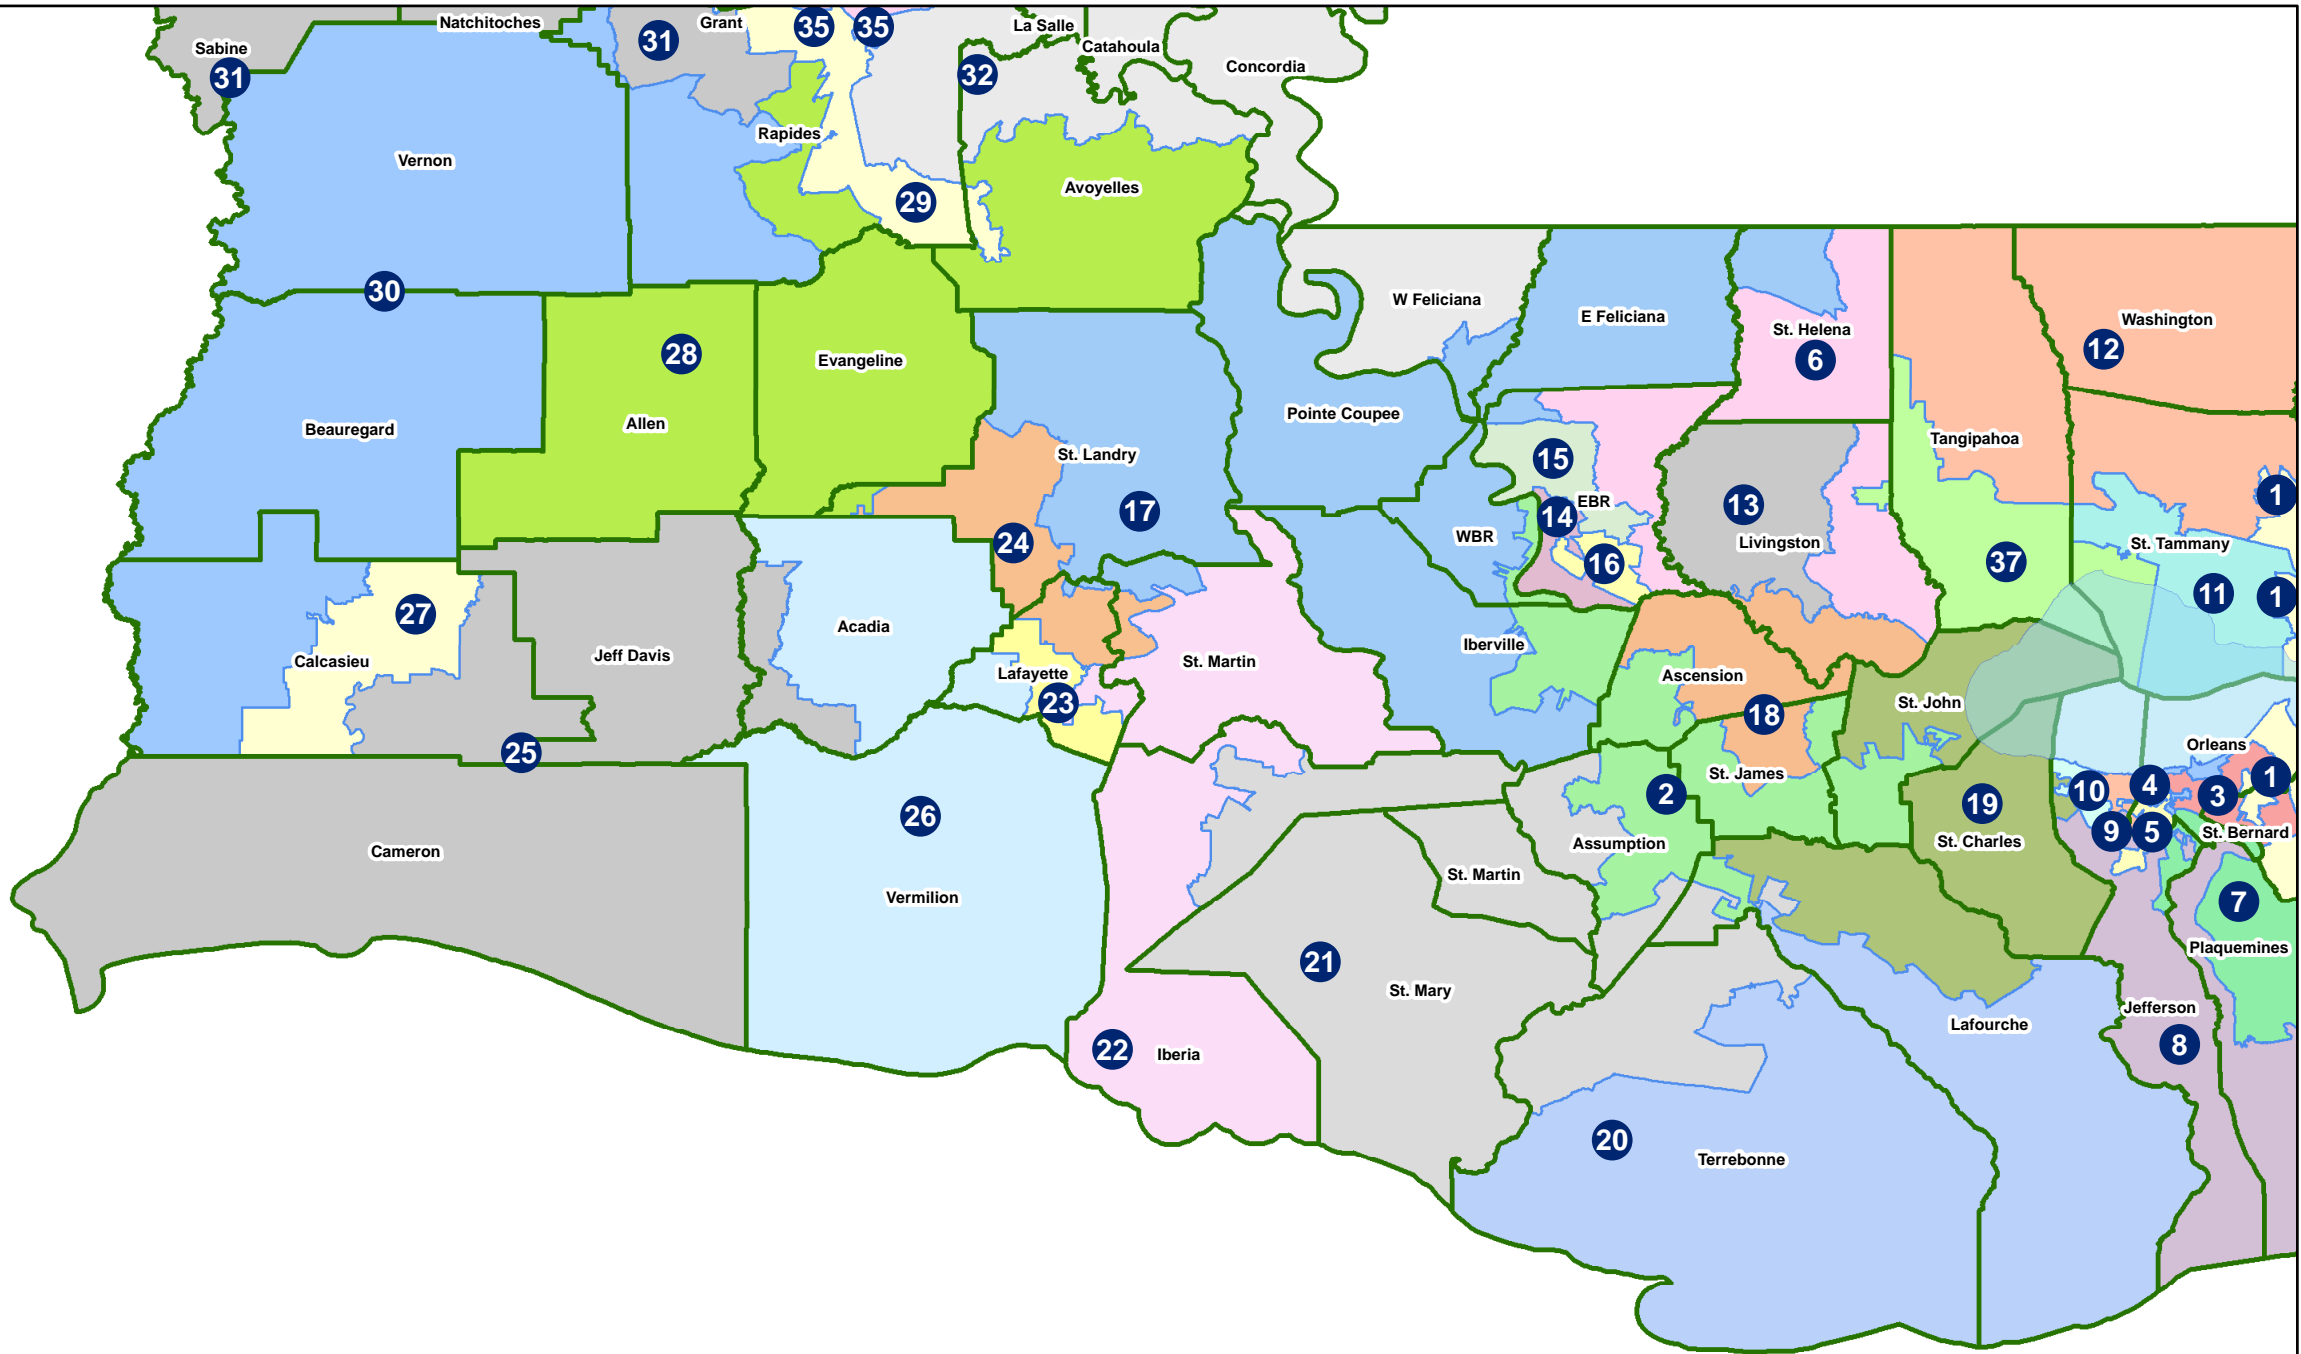 Natchitoches
Grant
35
35
La Salle
Sabine
31
31
Catahoula
Concordia
32
Rapides
Vernon
Avoyelles
29
30
W Feliciana
E Feliciana
St. Helena
Washington
6
12
28
Evangeline
Allen
Pointe Coupee
Beauregard
Tangipahoa
St. Landry
15
17
14
EBR
13
1
24
WBR
Livingston
St. Tammany
16
37
11
1
27
Acadia
Calcasieu
Jeff Davis
St. Martin
Iberville
Lafayette
Ascension
23
St. John
18
25
Orleans
St. James
1
4
10
3
2
19
26
9
5
St. Bernard
Cameron
Assumption
St. Charles
St. Martin
Vermilion
7
Plaquemines
21
St. Mary
Jefferson
Lafourche
8
22
Iberia
20
Terrebonne